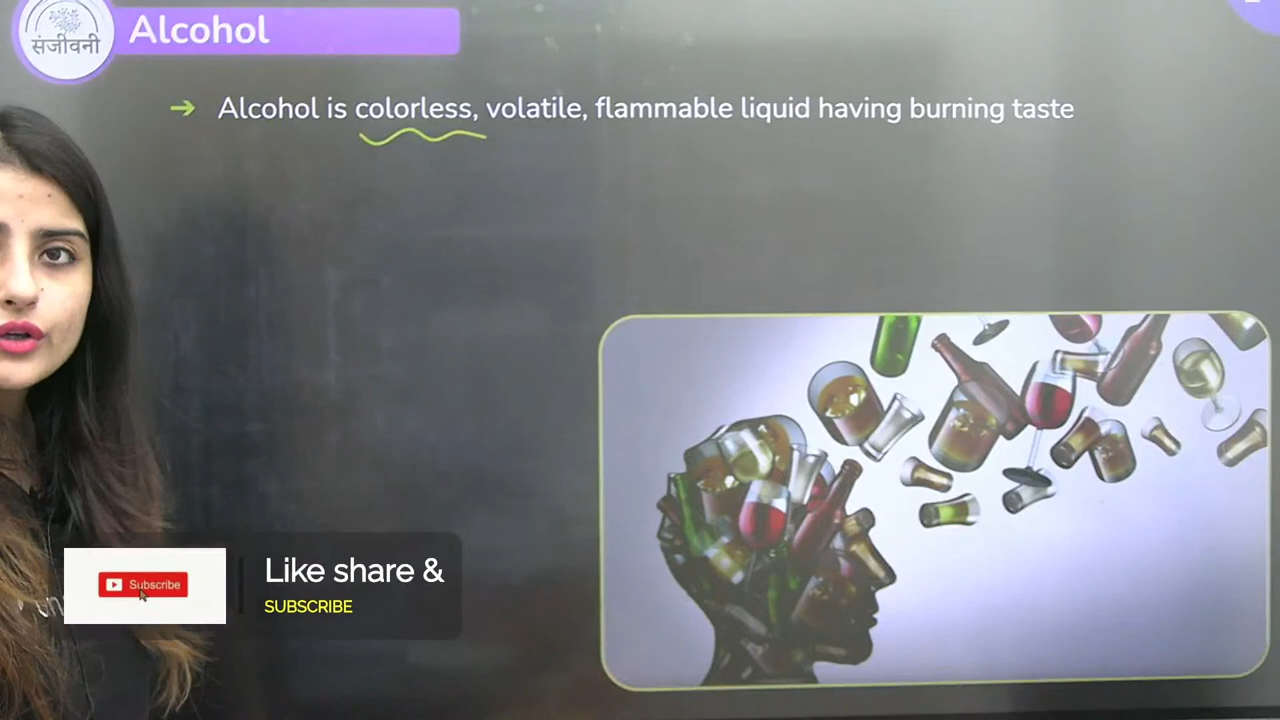 संजीवनी
Alcohol
→ Alcohol is colorless, volatile, flammable liquid having burning taste
Subscribe
Like share &
SUBSCRIBE